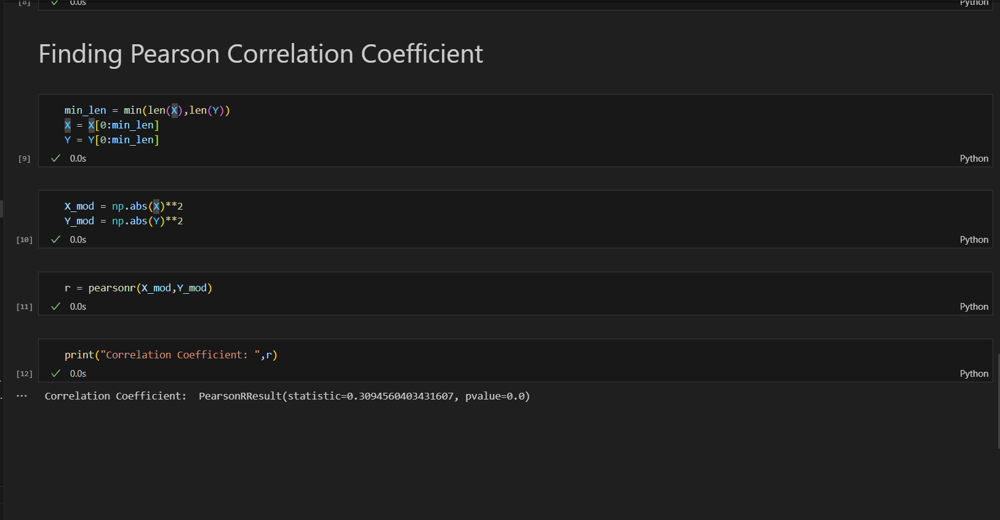 [8] 0.0s Python
Finding Pearson Correlation Coefficient
min_len = min(len(X),len(Y))
X = X[0:min_len]
Y = Y[0:min_len]
[9] 0.0s Python
X_mod = np.abs(X)**2
Y_mod = np.abs(Y)**2
[10] 0.0s Python
r = pearsonr(X_mod,Y_mod)
[11] 0.0s Python
print("Correlation Coefficient: ",r)
[12] 0.0s Python
Correlation Coefficient:  PearsonRResult(statistic=0.3094560403431607, pvalue=0.0)